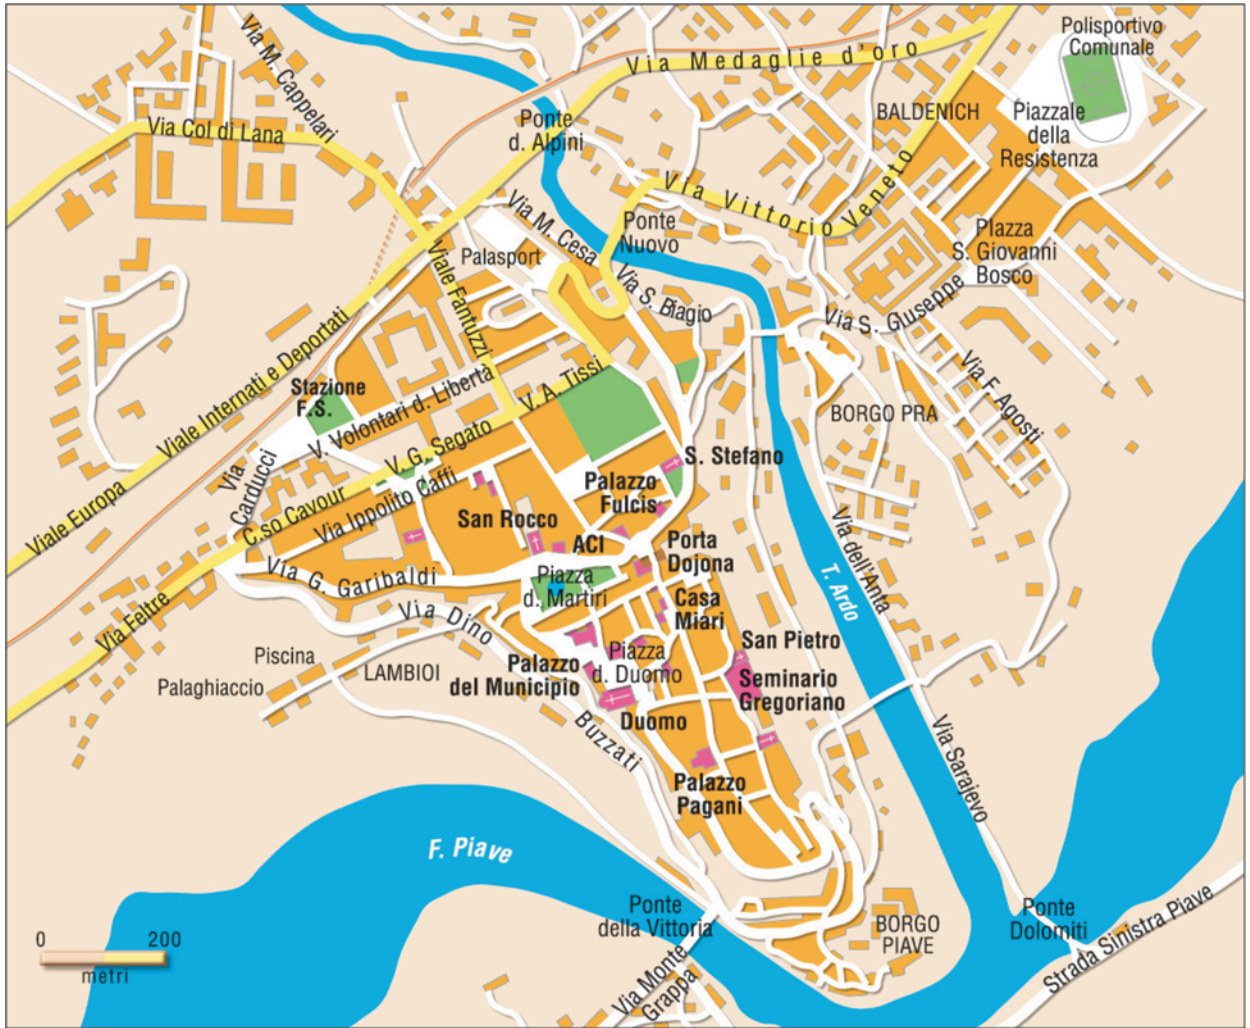 Via M. Cappelari
Via Medaglie d'oro
Polisportivo
Comunale
Via Col di Lana
Ponte
d. Alpini
BALDENICH
Piazzale
della
Resistenza
Via Vittorio Veneto
Via M. Cesa
Ponte
Nuovo
Palasport
PIazza
S. Giovanni
Bosco
Viale Fantuzzi
Via S. Biagio
Via S. Giuseppe
Viale Internati e Deportati
Stazione
F.S.
V. Volontari d. Libertà
V. A. Tissi
Via F. Agosti
BORGO PRA
V. G. Segato
Via
Carducci
S. Stefano
Viale Europa
C.so Cavour
Via Ippolito Caffi
Palazzo
Fulcis
San Rocco
ACI
Porta
Dojona
Via dell'Anta
T. Ardo
Via G. Garibaldi
Piazza
d. Martiri
Casa
Miari
Via Feltre
Via Dino
Buzzati
Piscina
Palaghiaccio
LAMBIOI
Palazzo
del Municipio
Piazza
d. Duomo
San Pietro
Seminario
Gregoriano
Duomo
Via Sarajevo
Palazzo
Pagani
F. Piave
Ponte
della Vittoria
BORGO
PIAVE
Ponte
Dolomiti
Strada Sinistra Piave
Via Monte
Grappa
0 200
metri